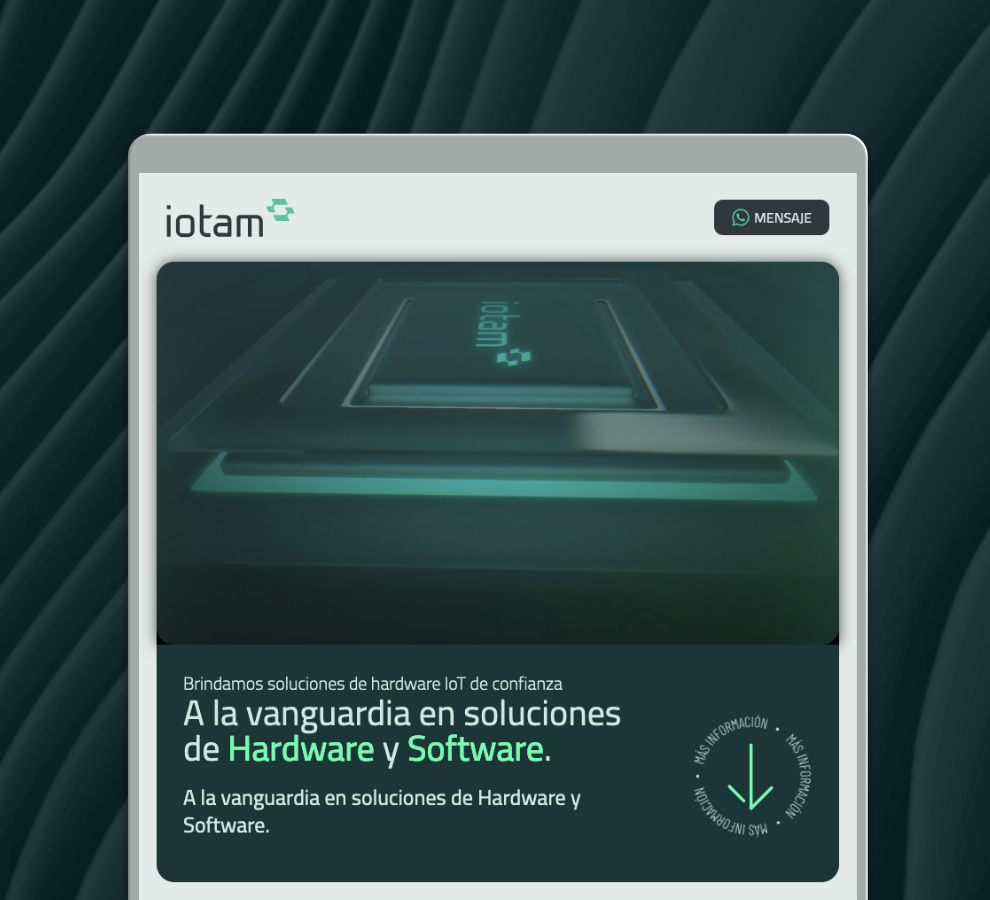 iotam
MENSAJE
iotam
Brindamos soluciones de hardware IoT de confianza
A la vanguardia en soluciones
de Hardware y Software.
A la vanguardia en soluciones de Hardware y
Software.
MÁS INFORMACIÓN • MÁS INFORMACIÓN • MÁS INFORMACIÓN •